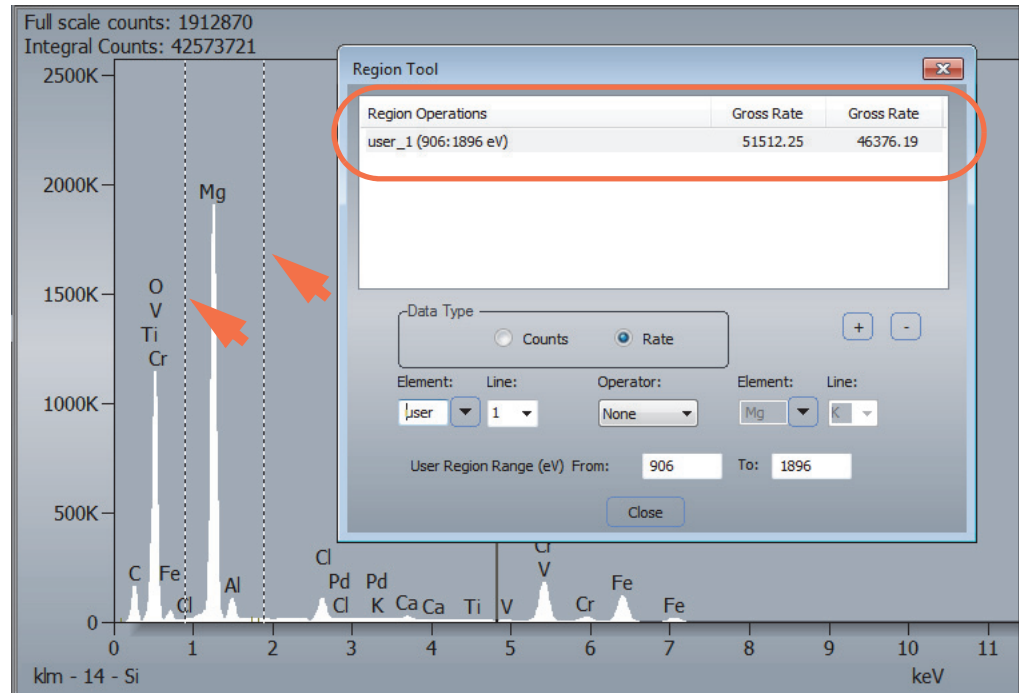 Full scale counts: 1912870
Integral Counts: 42573721
2500K
2000K
1500K
1000K
500K
0
Mg
O
V
Ti
Cr
C
Fe
Cl
Al
Cl
Pd
Cl
Pd
K
Ca
Ca
Ti
V
Cr
V
Cr
Fe
Fe
0 1 2 3 4 5 6 7 8 9 10 11
klm - 14 - Si
keV
Region Tool
Region Operations Gross Rate Gross Rate
user_1 (906:1896 eV) 51512.25 46376.19
Data Type
Counts Rate
+ -
Element: Line: Operator: Element: Line:
user 1 None Mg K
User Region Range (eV) From: 906 To: 1896
Close